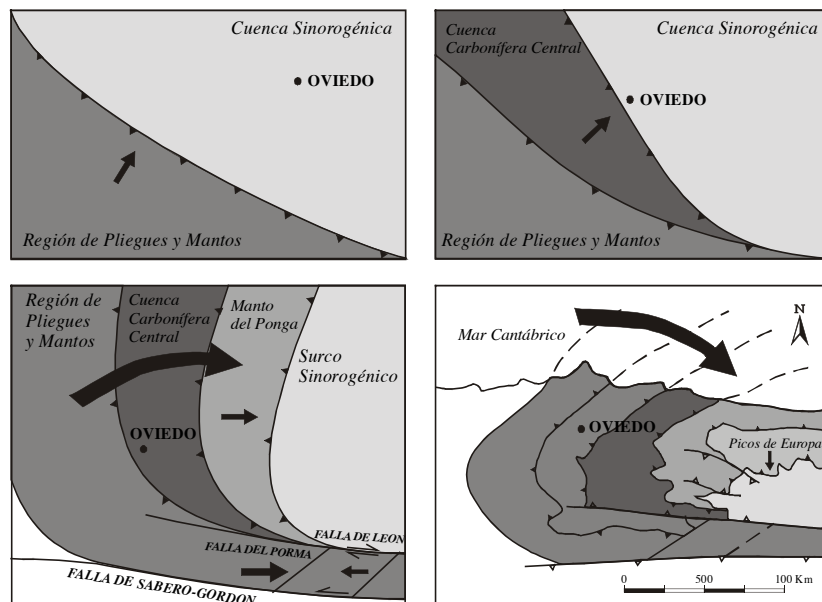 Cuenca Sinorogénica
OVIEDO
Región de Pliegues y Mantos
Cuenca
Carbonífera Central
Cuenca Sinorogénica
OVIEDO
Región de Pliegues y Mantos
Región de
Pliegues
y Mantos
Cuenca
Carbonífera
Central
Manto
del Ponga
Surco
Sinorogénico
OVIEDO
FALLA DE LEON
FALLA DEL PORMA
FALLA DE SABERO-GORDON
Mar Cantábrico
N
OVIEDO
Picos de Europa
0 500 100 Km